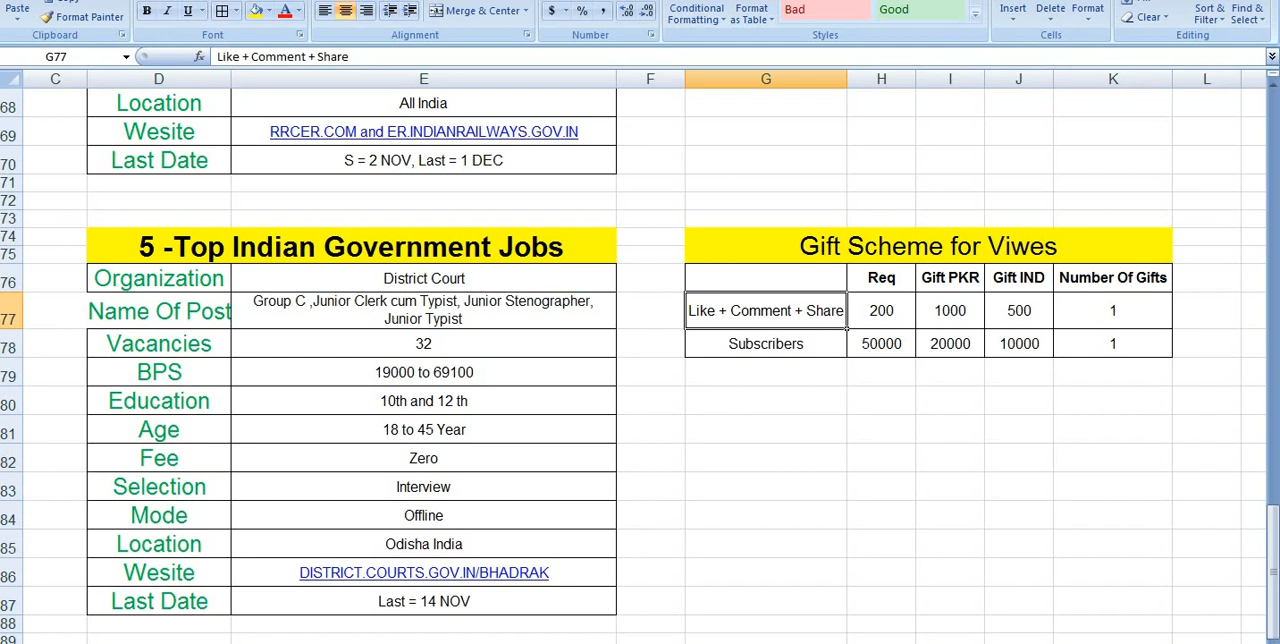 Paste
Format Painter
B I U
$ % ,
Merge & Center
Conditional Formatting
Format as Table
Bad
Good
Insert Delete Format
Clear
Sort & Filter
Find & Select
Clipboard Font Alignment Number Styles Cells Editing
G77 fx Like + Comment + Share
C D E F G H I J K L
68 Location All India
69 Wesite RRCER.COM and ER.INDIANRAILWAYS.GOV.IN
70 Last Date S = 2 NOV, Last = 1 DEC
71
72
73
74
75
5 -Top Indian Government Jobs
Gift Scheme for Viwes
76 Organization District Court
Req Gift PKR Gift IND Number Of Gifts
77 Name Of Post Group C ,Junior Clerk cum Typist, Junior Stenographer,
Junior Typist
Like + Comment + Share 200 1000 500 1
78 Vacancies 32
Subscribers 50000 20000 10000 1
79 BPS 19000 to 69100
80 Education 10th and 12 th
81 Age 18 to 45 Year
82 Fee Zero
83 Selection Interview
84 Mode Offline
85 Location Odisha India
86 Wesite DISTRICT.COURTS.GOV.IN/BHADRAK
87 Last Date Last = 14 NOV
88
89